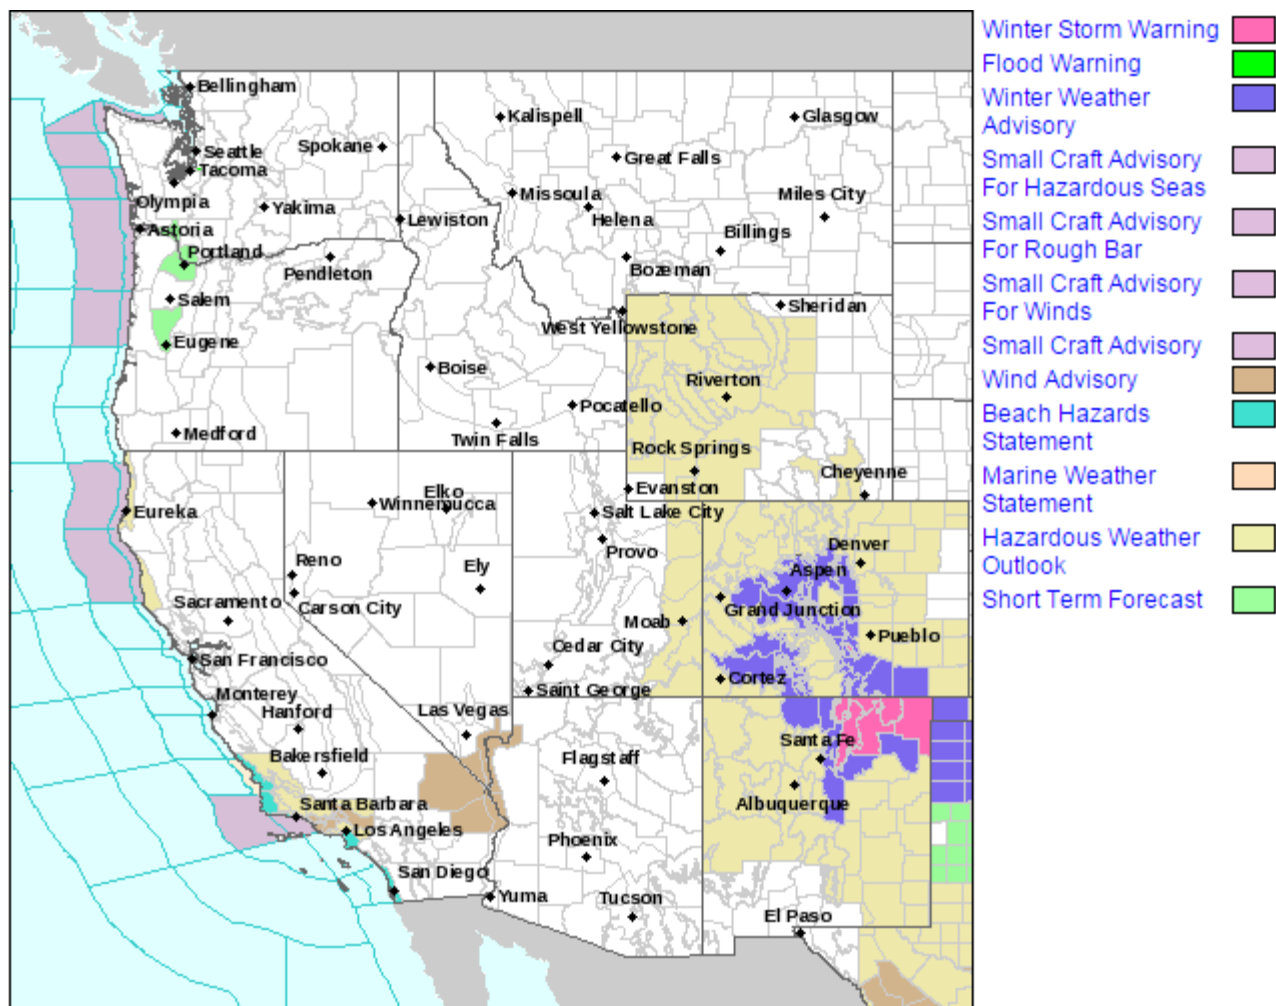 Bellingham
Seattle
Spokane
Tacoma
Olympia
Yakima
Astoria
Portland
Pendleton
Salem
Eugene
Medford
Kalispell
Glasgow
Great Falls
Missoula
Miles City
Helena
Lewiston
Billings
Bozeman
West Yellowstone
Sheridan
Boise
Riverton
Pocatello
Twin Falls
Rock Springs
Cheyenne
Evanston
Elko
Winnemucca
Salt Lake City
Eureka
Provo
Denver
Reno
Ely
Aspen
Carson City
Grand Junction
Sacramento
Moab
Pueblo
San Francisco
Cedar City
Cortez
Saint George
Monterey
Hanford
Las Vegas
Santa Fe
Bakersfield
Flagstaff
Albuquerque
Santa Barbara
Los Angeles
Phoenix
San Diego
Yuma
Tucson
El Paso
Winter Storm Warning
Flood Warning
Winter Weather
Advisory
Small Craft Advisory
For Hazardous Seas
Small Craft Advisory
For Rough Bar
Small Craft Advisory
For Winds
Small Craft Advisory
Wind Advisory
Beach Hazards
Statement
Marine Weather
Statement
Hazardous Weather
Outlook
Short Term Forecast